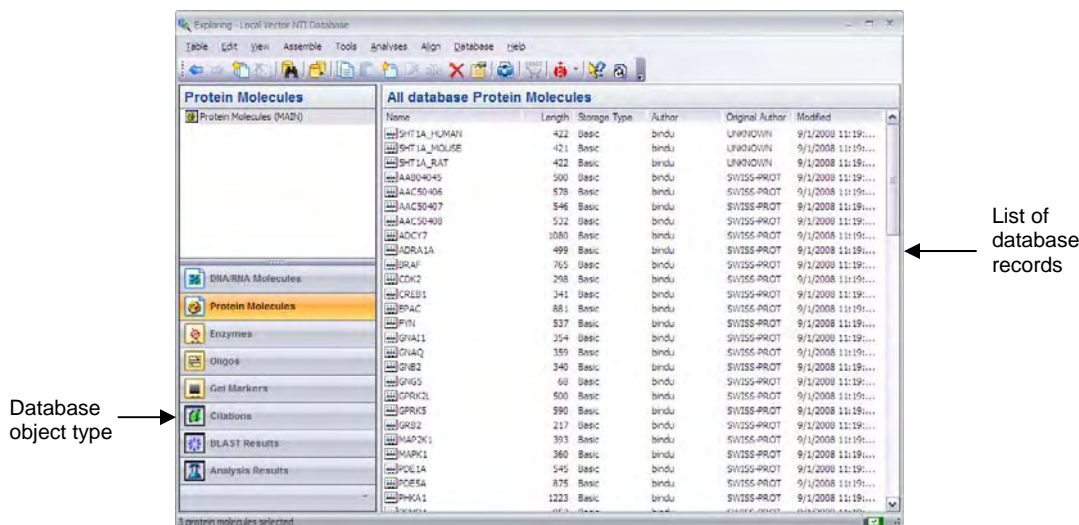 Exploring - Local Vector NTI Database
Table Edit View Assemble Tools Analyses Align Database Help
Protein Molecules
All database Protein Molecules
Protein Molecules (MAIN)
Name Length Storage Type Author Original Author Modified
5HT1A_HUMAN 422 Basic bindu UNKNOWN 9/1/2008 11:19:...
5HT1A_MOUSE 421 Basic bindu UNKNOWN 9/1/2008 11:19:...
5HT1A_RAT 422 Basic bindu UNKNOWN 9/1/2008 11:19:...
AAB04045 500 Basic bindu SWISS-PROT 9/1/2008 11:19:...
AAC50406 578 Basic bindu SWISS-PROT 9/1/2008 11:19:...
AAC50407 546 Basic bindu SWISS-PROT 9/1/2008 11:19:...
AAC50408 532 Basic bindu SWISS-PROT 9/1/2008 11:19:...
ADCY7 1080 Basic bindu SWISS-PROT 9/1/2008 11:19:...
ADRA1A 499 Basic bindu SWISS-PROT 9/1/2008 11:19:...
BRAF 765 Basic bindu SWISS-PROT 9/1/2008 11:19:...
CDK2 298 Basic bindu SWISS-PROT 9/1/2008 11:19:...
CREB1 341 Basic bindu SWISS-PROT 9/1/2008 11:19:...
EPAC 881 Basic bindu SWISS-PROT 9/1/2008 11:19:...
FYN 537 Basic bindu SWISS-PROT 9/1/2008 11:19:...
GNAI1 354 Basic bindu SWISS-PROT 9/1/2008 11:19:...
GNAQ 359 Basic bindu SWISS-PROT 9/1/2008 11:19:...
GNB2 340 Basic bindu SWISS-PROT 9/1/2008 11:19:...
GNG5 68 Basic bindu SWISS-PROT 9/1/2008 11:19:...
GPRK2L 500 Basic bindu SWISS-PROT 9/1/2008 11:19:...
GPRK5 590 Basic bindu SWISS-PROT 9/1/2008 11:19:...
GRB2 217 Basic bindu SWISS-PROT 9/1/2008 11:19:...
MAP2K1 393 Basic bindu SWISS-PROT 9/1/2008 11:19:...
MAPK1 360 Basic bindu SWISS-PROT 9/1/2008 11:19:...
PDE1A 545 Basic bindu SWISS-PROT 9/1/2008 11:19:...
PDE5A 875 Basic bindu SWISS-PROT 9/1/2008 11:19:...
PHKA1 1223 Basic bindu SWISS-PROT 9/1/2008 11:19:...
DNA/RNA Molecules
Protein Molecules
Enzymes
Oligos
Gel Markers
Citations
BLAST Results
Analysis Results
protein molecules selected
Database
object type
List of
database
records